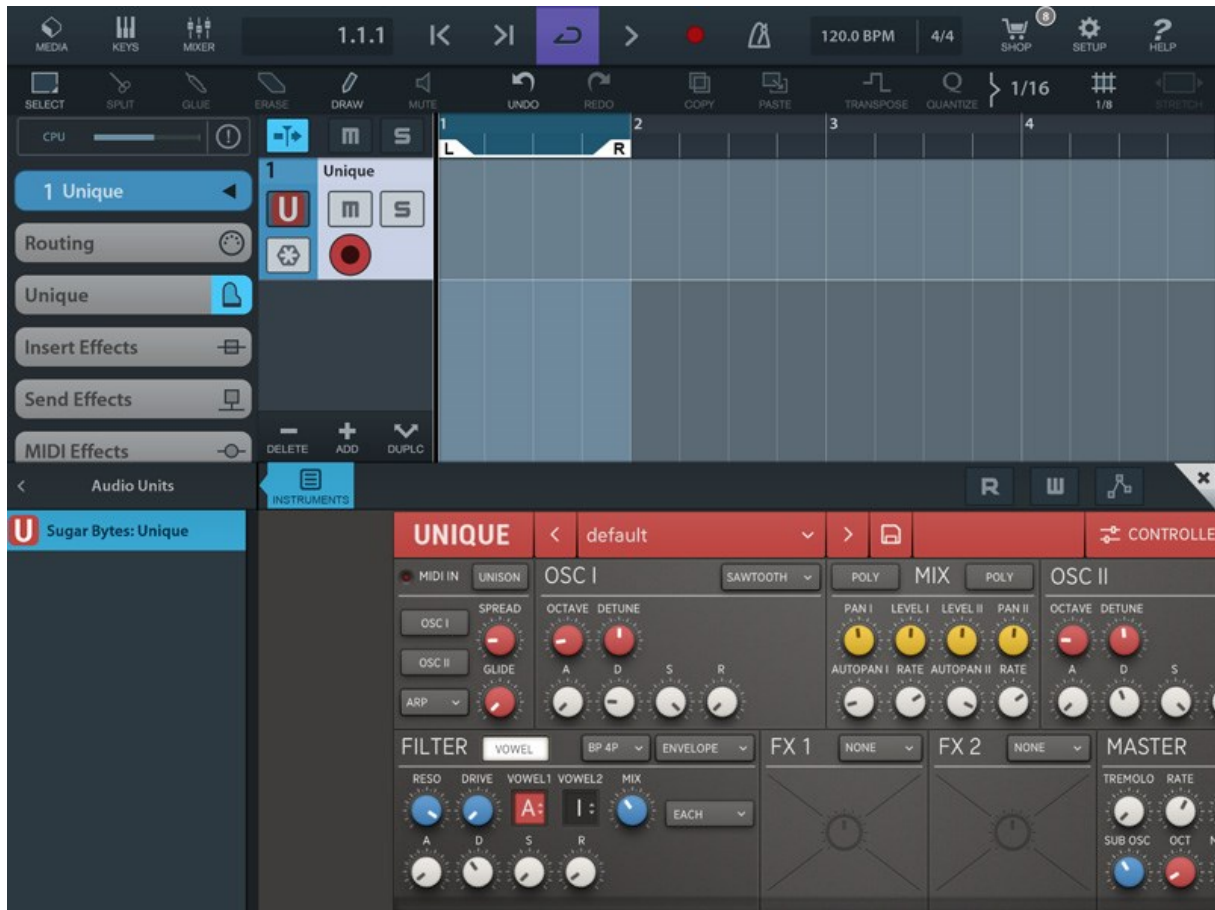 1.1.1
120.0 BPM
4/4
8
MEDIA
KEYS
MIXER
SHOP
SETUP
?
HELP
SELECT
SPLIT
GLUE
ERASE
DRAW
MUTE
UNDO
REDO
COPY
PASTE
TRANSPOSE
Q
QUANTIZE
1/16
1/8
STRETCH
CPU
M
S
1
2
3
4
L
R
1 Unique
Routing
Unique
Insert Effects
Send Effects
MIDI Effects
1
Unique
U
M
S
DELETE
ADD
DUPLC
Audio Units
INSTRUMENTS
R
W
U Sugar Bytes: Unique
UNIQUE
default
CONTROLLE
MIDI IN
UNISON
OSC I
SAWTOOTH
POLY
MIX
POLY
OSC II
OSC I
SPREAD
OCTAVE
DETUNE
PAN I
LEVEL I
LEVEL II
PAN II
OCTAVE
DETUNE
OSC II
GLIDE
A
D
S
R
AUTOPAN I
RATE
AUTOPAN II
RATE
A
D
S
ARP
FILTER
VOWEL
BP 4P
ENVELOPE
FX 1
NONE
FX 2
NONE
MASTER
RESO
DRIVE
VOWEL1
VOWEL2
MIX
TREMOLO
RATE
A
I
EACH
A
D
S
R
SUB OSC
OCT